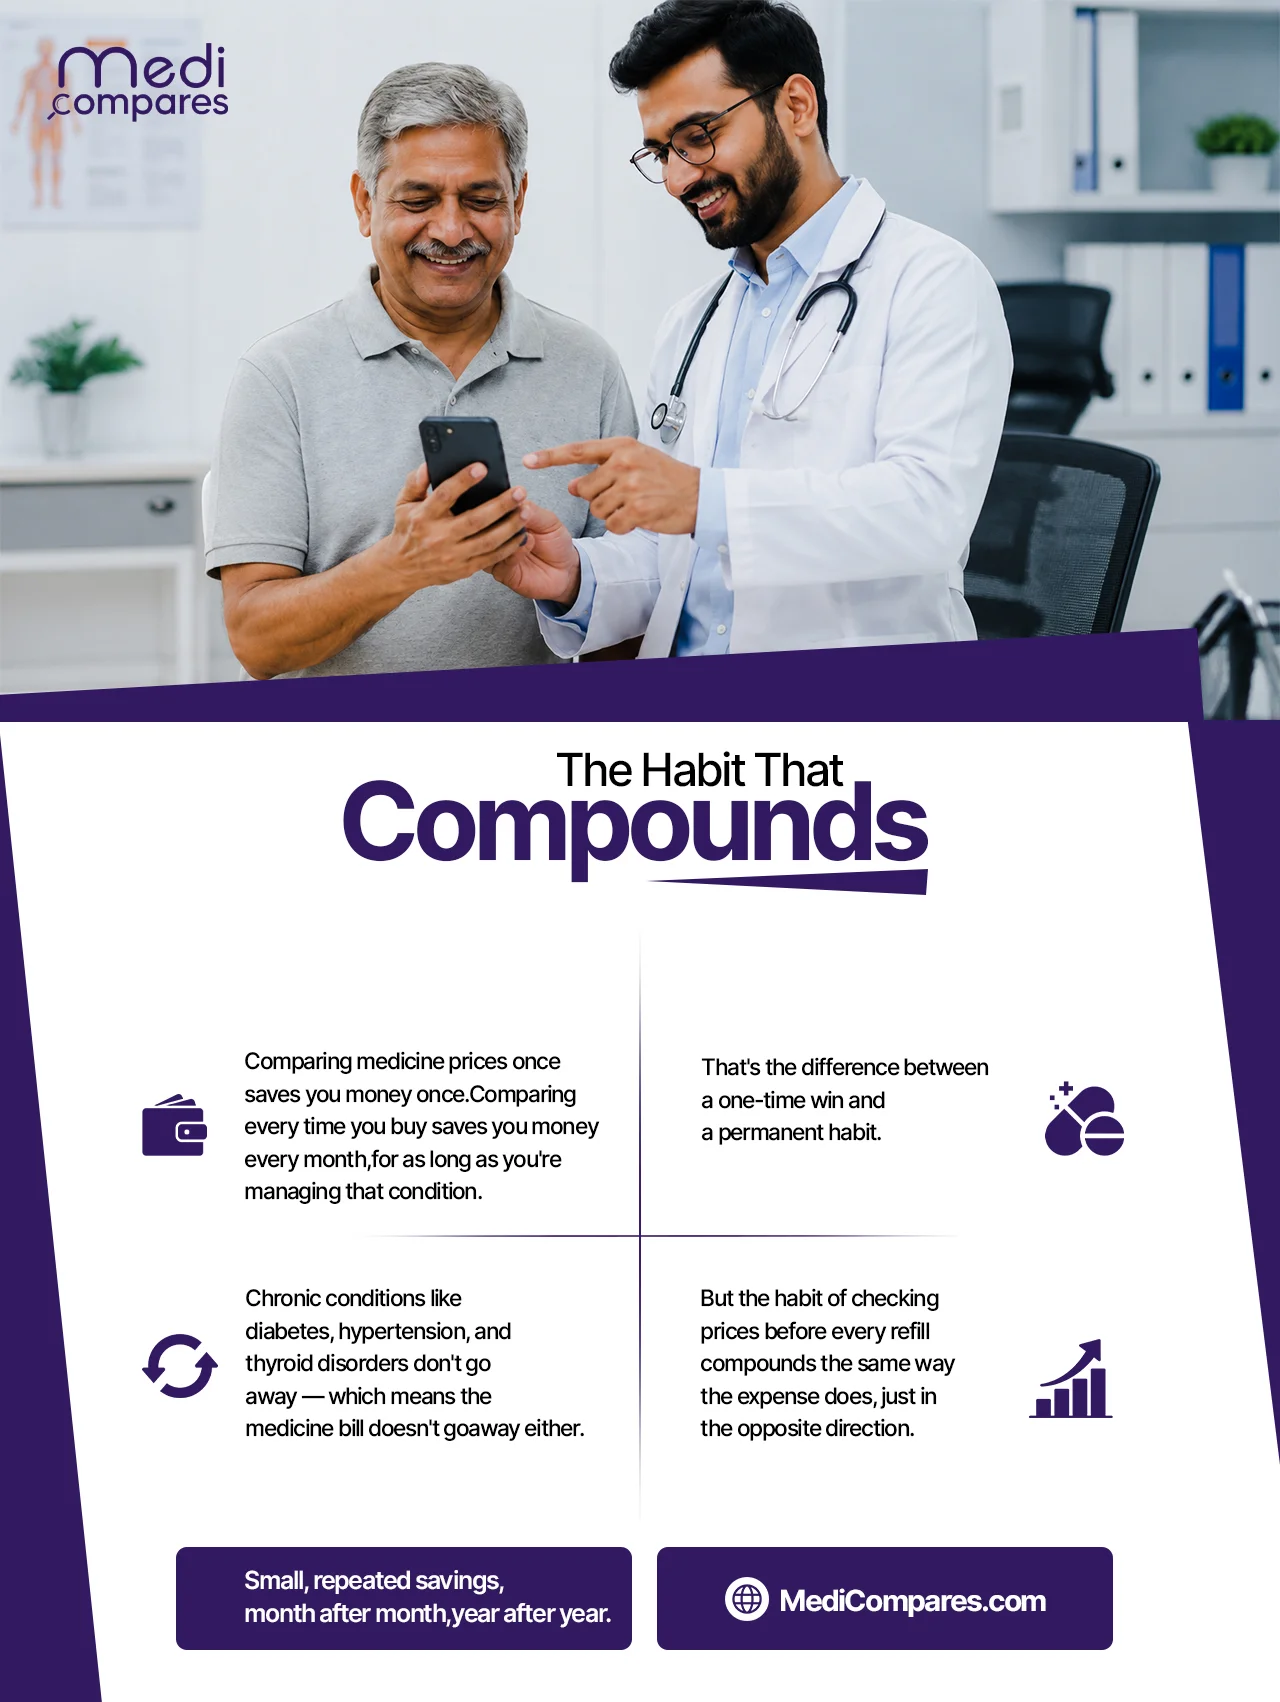 medi
compares
The Habit That
Compounds
Comparing medicine prices once
saves you money once.Comparing
every time you buy saves you money
every month,for as long as you're
managing that condition.
That's the difference between
a one-time win and
a permanent habit.
Chronic conditions like
diabetes, hypertension, and
thyroid disorders don't go
away — which means the
medicine bill doesn't goaway either.
But the habit of checking
prices before every refill
compounds the same way
the expense does, just in
the opposite direction.
Small, repeated savings,
month after month,year after year.
MediCompares.com